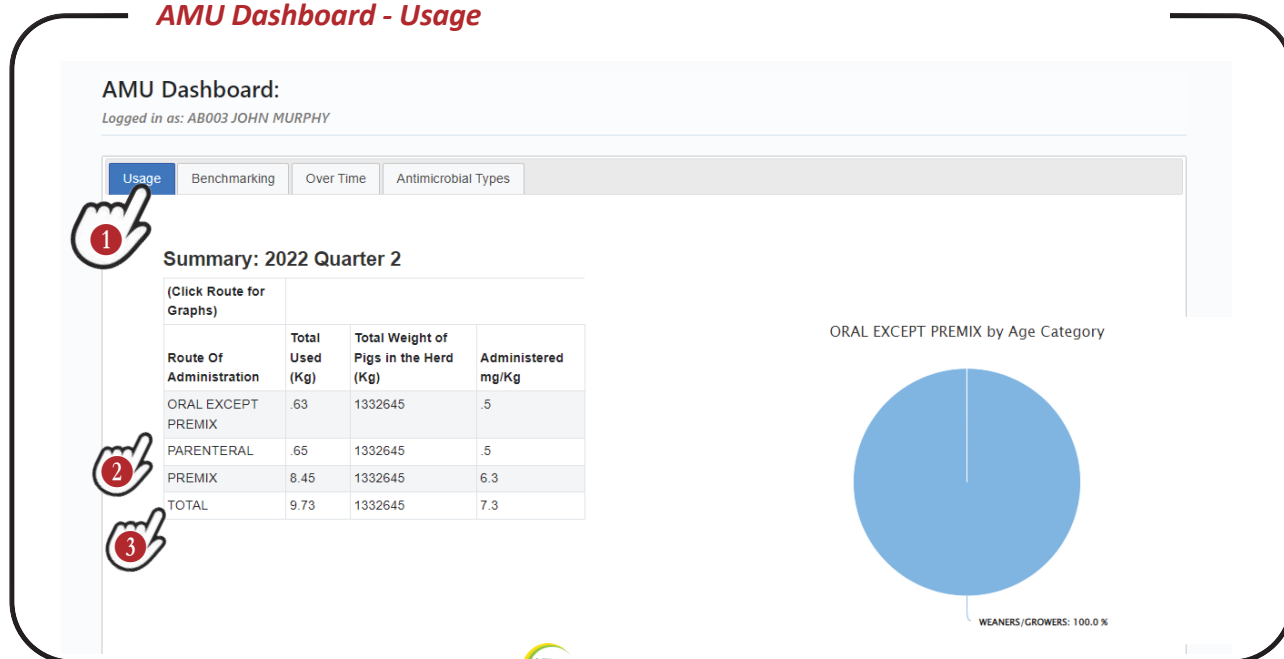 AMU Dashboard - Usage
AMU Dashboard:
Logged in as: AB003 JOHN MURPHY
Usage Benchmarking Over Time Antimicrobial Types
1
Summary: 2022 Quarter 2
(Click Route for
Graphs)
Route Of
Administration
Total
Used
(Kg)
Total Weight of
Pigs in the Herd
(Kg)
Administered
mg/Kg
ORAL EXCEPT
PREMIX
.63 1332645 .5
PARENTERAL .65 1332645 .5
2
PREMIX 8.45 1332645 6.3
TOTAL 9.73 1332645 7.3
3
ORAL EXCEPT PREMIX by Age Category
WEANERS/GROWERS: 100.0 %